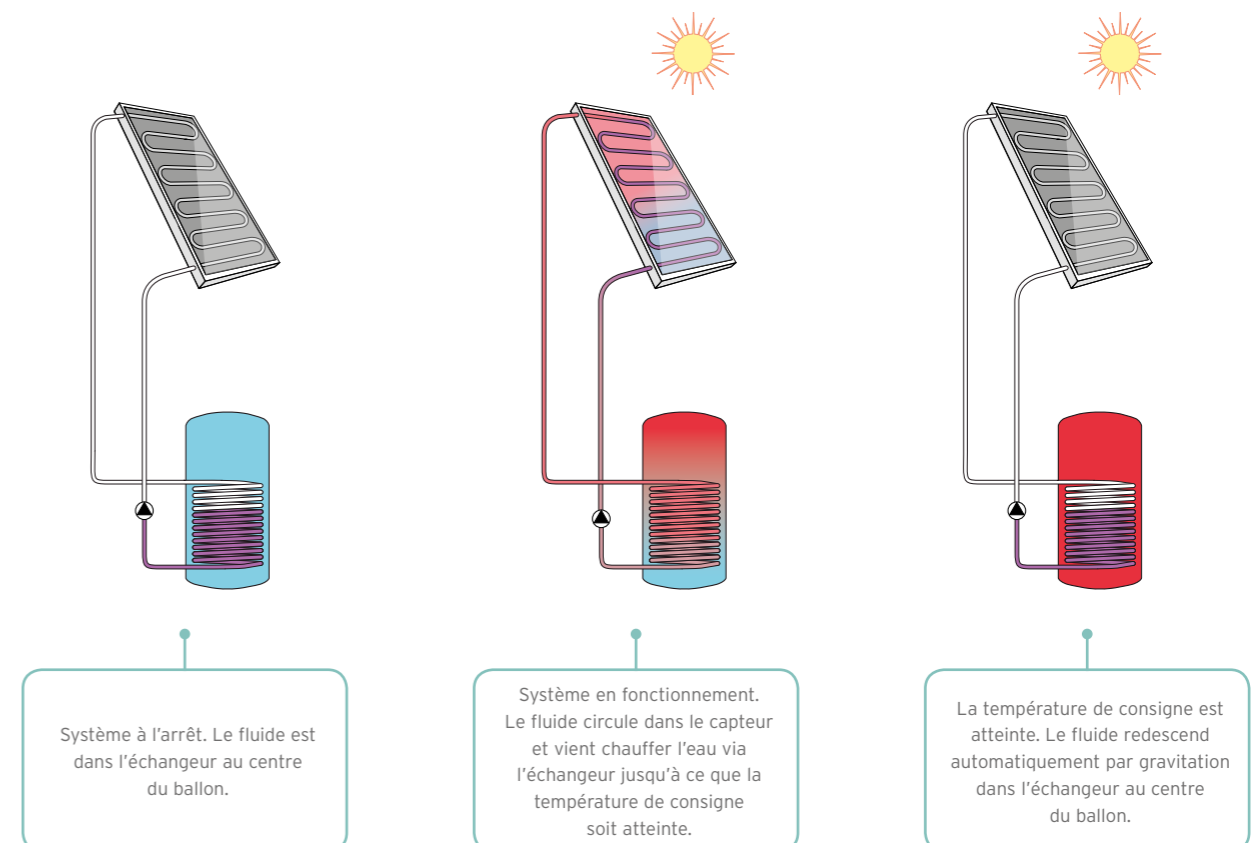 Système à l'arrêt. Le fluide est
dans l'échangeur au centre
du ballon.
Système en fonctionnement.
Le fluide circule dans le capteur
et vient chauffer l'eau via
l'échangeur jusqu'à ce que la
température de consigne
soit atteinte.
La température de consigne est
atteinte. Le fluide redescend
automatiquement par gravitation
dans l'échangeur au centre
du ballon.